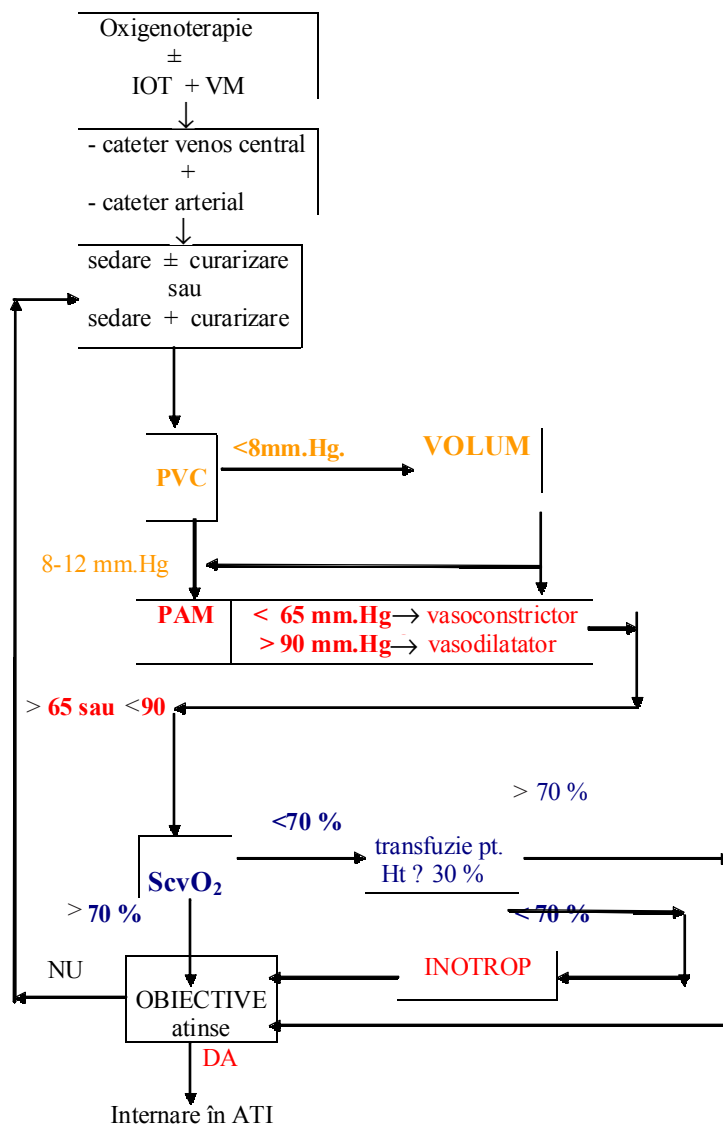 Oxigenoterapie
±
IOT + VM
- cateter venos central
+
- cateter arterial
sedare ± curarizare
sau
sedare + curarizare
<8mm.Hg.
VOLUM
PVC
8-12 mm.Hg
PAM
< 65 mm.Hg→ vasoconstrictor
> 90 mm.Hg→ vasodilatator
> 65 sau <90
> 70 %
<70 %
transfuzie pt.
Ht ? 30 %
ScvO₂
> 70 %
< 70 %
NU
INOTROP
OBIECTIVE
atinse
DA
Internare în ATI